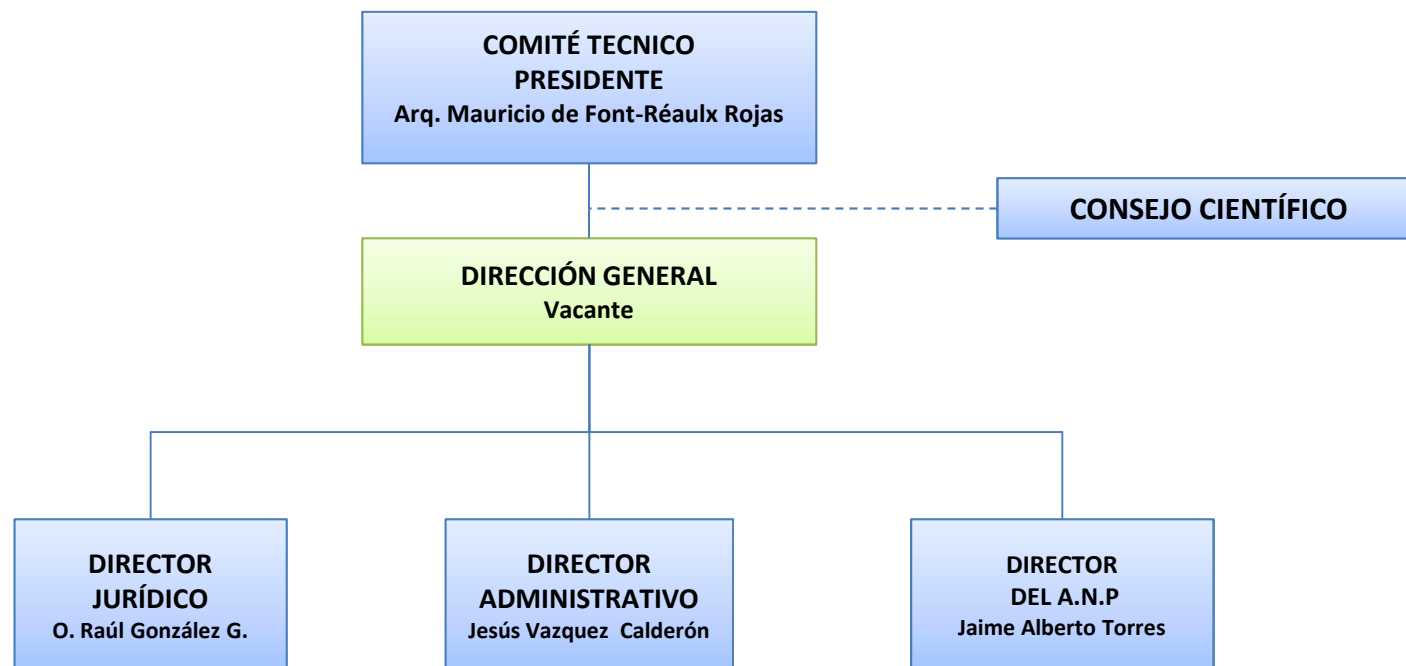 COMITÉ TECNICO
PRESIDENTE
Arq. Mauricio de Font-Réaulx Rojas
CONSEJO CIENTÍFICO
DIRECCIÓN GENERAL
Vacante
DIRECTOR
JURÍDICO
O. Raúl González G.
DIRECTOR
ADMINISTRATIVO
Jesús Vazquez  Calderón
DIRECTOR
DEL A.N.P
Jaime Alberto Torres